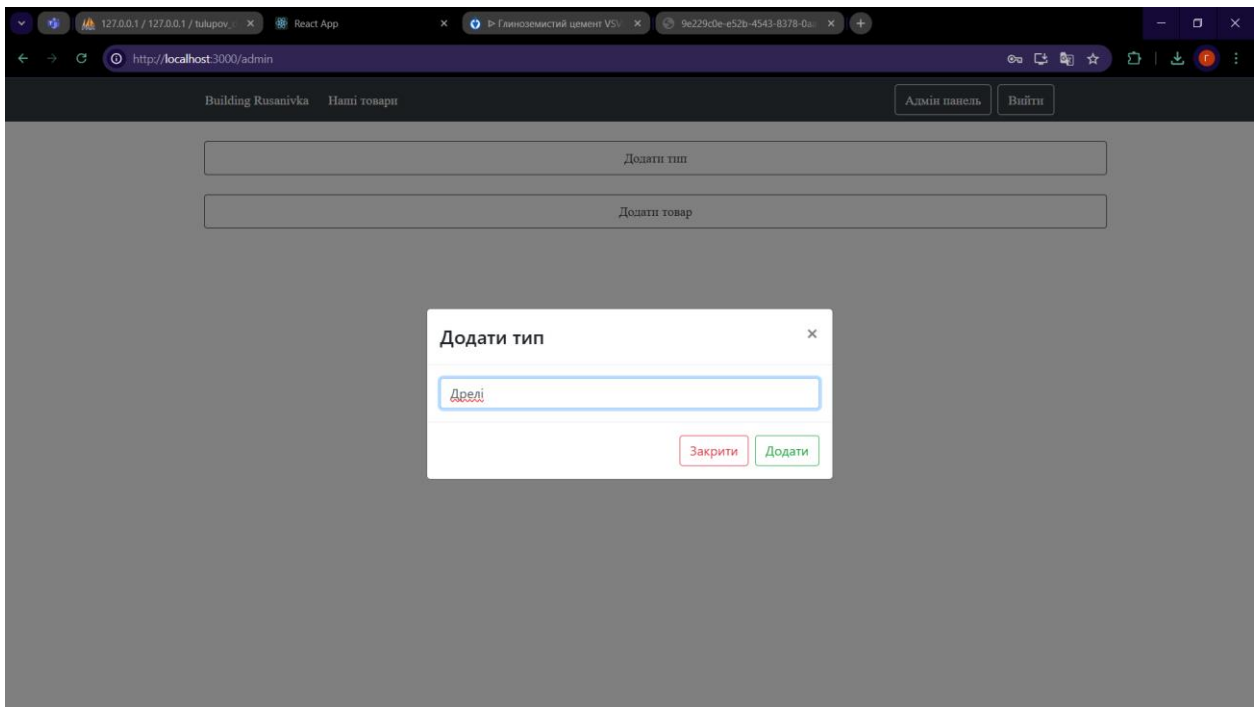 127.0.0.1 / 127.0.0.1 / tulupov_
React App
ᐅ Глиноземистий цемент VSV
9e229c0e-e52b-4543-8378-0a
http://localhost:3000/admin
Building Rusanivka Наші товари Адмін панель Вийти
Додати тип
Додати товар
Додати тип
Дрелі
Закрити Додати